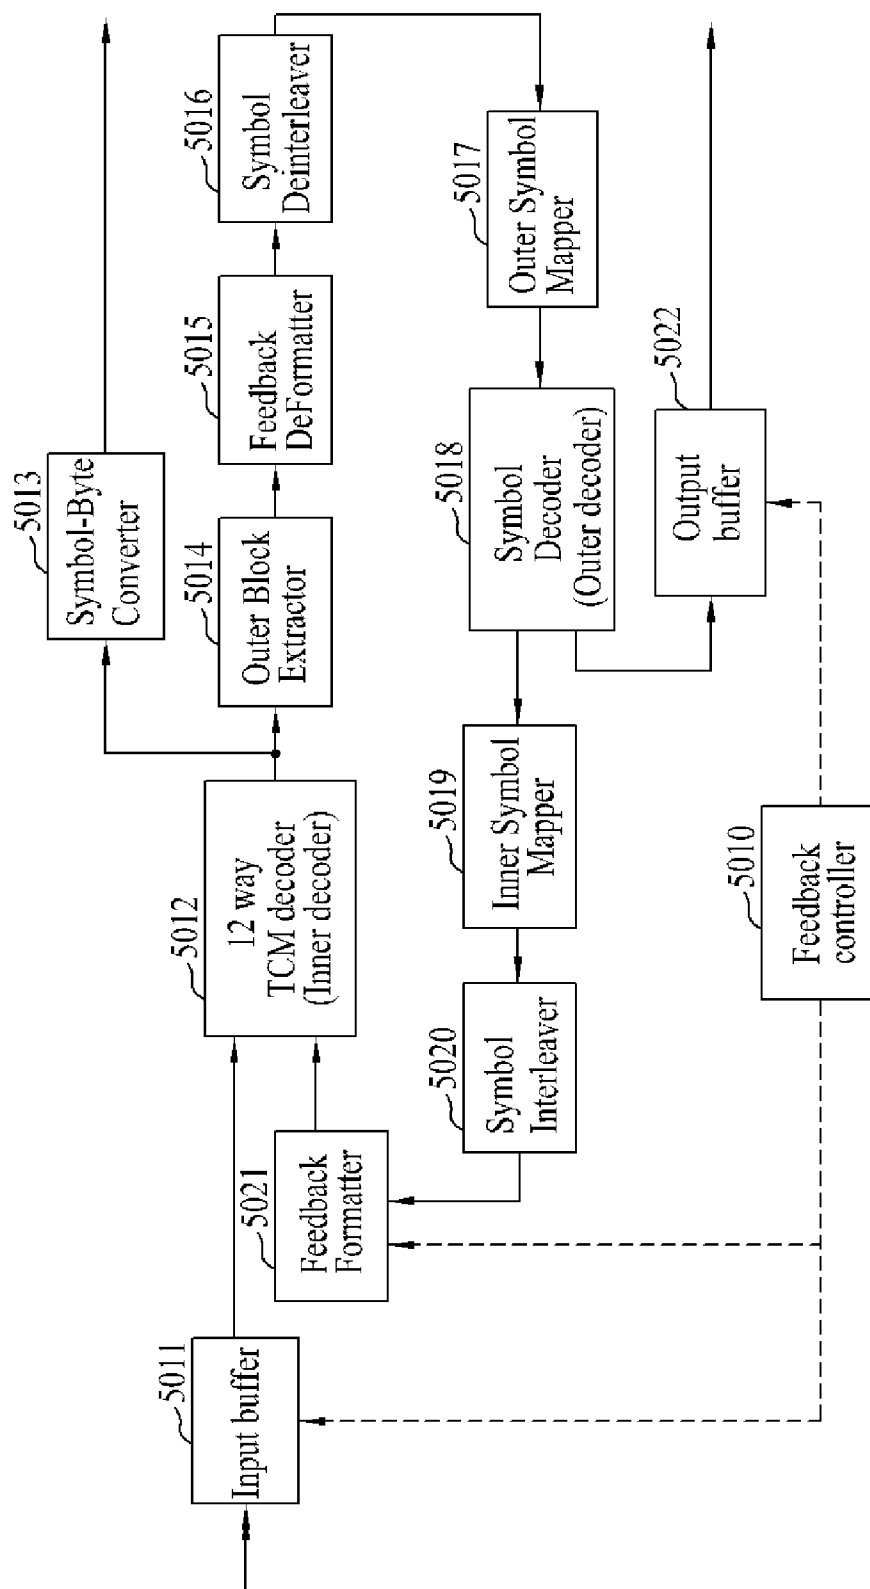 5013
Symbol-Byte
Converter
5012
12 way
TCM decoder
(Inner decoder)
5014
Outer Block
Extractor
5015
Feedback
DeFormatter
5016
Symbol
Deinterleaver
5011
Input buffer
5021
Feedback
Formatter
5020
Symbol
Interleaver
5019
Inner Symbol
Mapper
5018
Symbol
Decoder
(Outer decoder)
5017
Outer Symbol
Mapper
5022
Output
buffer
5010
Feedback
controller